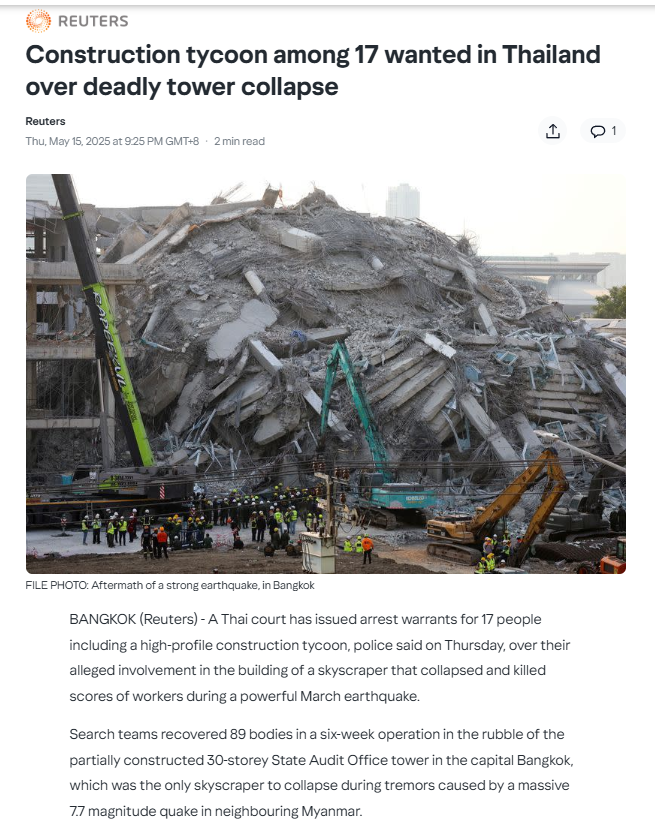 REUTERS
Construction tycoon among 17 wanted in Thailand
over deadly tower collapse
Reuters
Thu, May 15, 2025 at 9:25 PM GMT+8 · 2 min read
1
FILE PHOTO: Aftermath of a strong earthquake, in Bangkok
BANGKOK (Reuters) - A Thai court has issued arrest warrants for 17 people
including a high-profile construction tycoon, police said on Thursday, over their
alleged involvement in the building of a skyscraper that collapsed and killed
scores of workers during a powerful March earthquake.
Search teams recovered 89 bodies in a six-week operation in the rubble of the
partially constructed 30-storey State Audit Office tower in the capital Bangkok,
which was the only skyscraper to collapse during tremors caused by a massive
7.7 magnitude quake in neighbouring Myanmar.